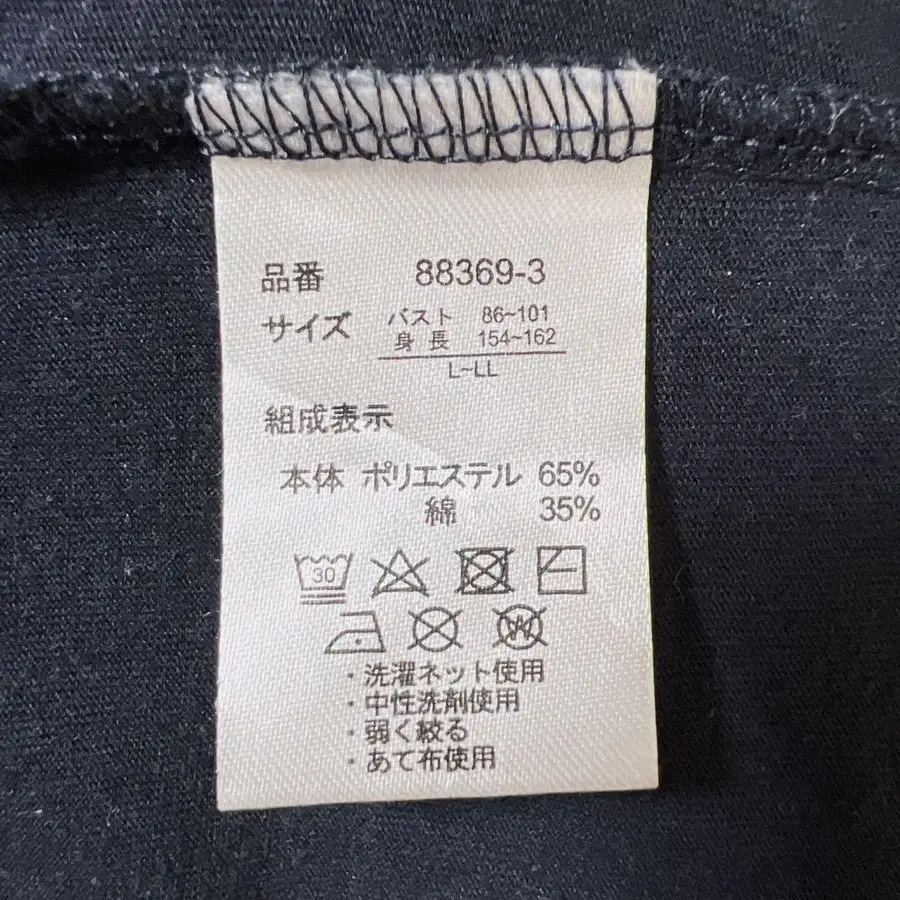 品番 88369-3
サイズ バスト 86~101
身長 154~162
L~LL
組成表示
本体 ポリエステル 65%
綿 35%
30
W
・洗濯ネット使用
・中性洗剤使用
・弱く絞る
・あて布使用